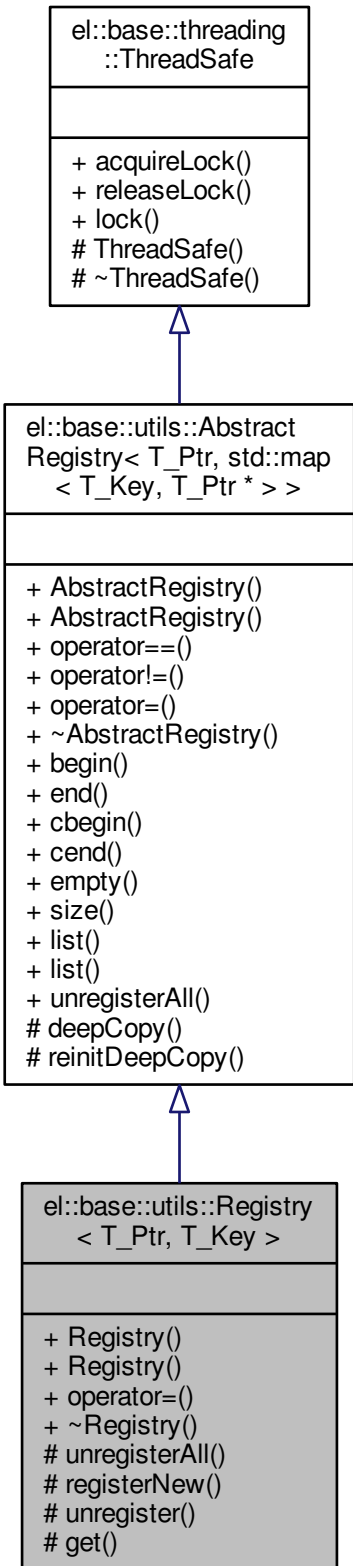 el::base::threading
::ThreadSafe
+ acquireLock()
+ releaseLock()
+ lock()
# ThreadSafe()
# ~ThreadSafe()
el::base::utils::Abstract
Registry< T_Ptr, std::map
< T_Key, T_Ptr * > >
+ AbstractRegistry()
+ AbstractRegistry()
+ operator==()
+ operator!=()
+ operator=()
+ ~AbstractRegistry()
+ begin()
+ end()
+ cbegin()
+ cend()
+ empty()
+ size()
+ list()
+ list()
+ unregisterAll()
# deepCopy()
# reinitDeepCopy()
el::base::utils::Registry
< T_Ptr, T_Key >
+ Registry()
+ Registry()
+ operator=()
+ ~Registry()
# unregisterAll()
# registerNew()
# unregister()
# get()